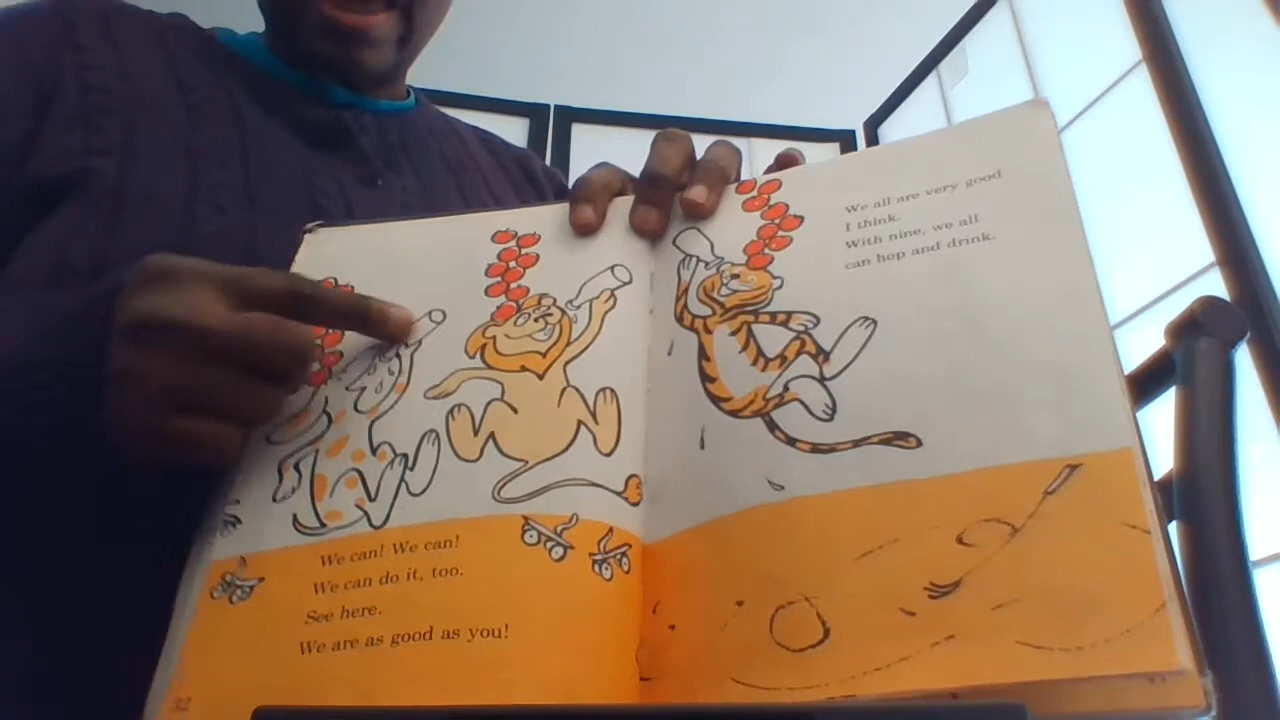 We can! We can!
We can do it, too.
See here.
We are as good as you!
32
We all are very good
I think.
With nine, we all
can hop and drink.